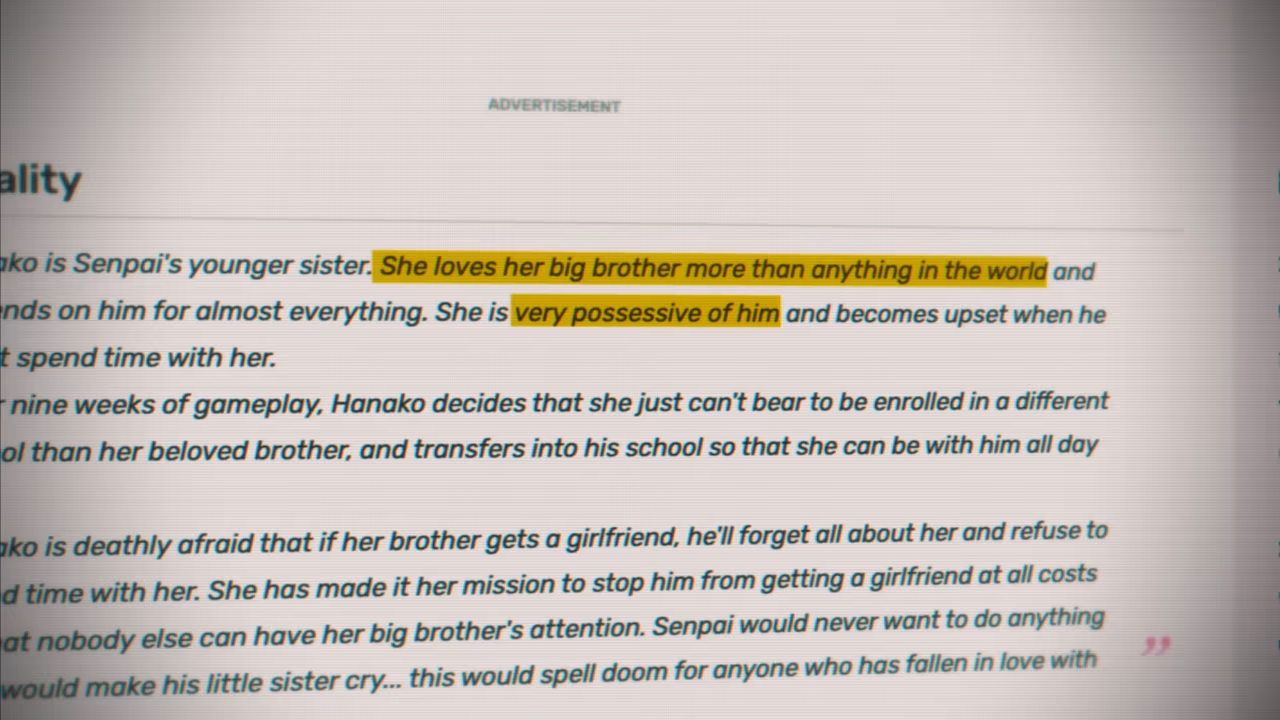 ADVERTISEMENT
ality
ako is Senpai's younger sister. She loves her big brother more than anything in the world and
nds on him for almost everything. She is very possessive of him and becomes upset when he
t spend time with her.
r nine weeks of gameplay, Hanako decides that she just can't bear to be enrolled in a different
ol than her beloved brother, and transfers into his school so that she can be with him all day
ako is deathly afraid that if her brother gets a girlfriend, he'll forget all about her and refuse to
d time with her. She has made it her mission to stop him from getting a girlfriend at all costs
at nobody else can have her big brother's attention. Senpai would never want to do anything
would make his little sister cry... this would spell doom for anyone who has fallen in love with
”